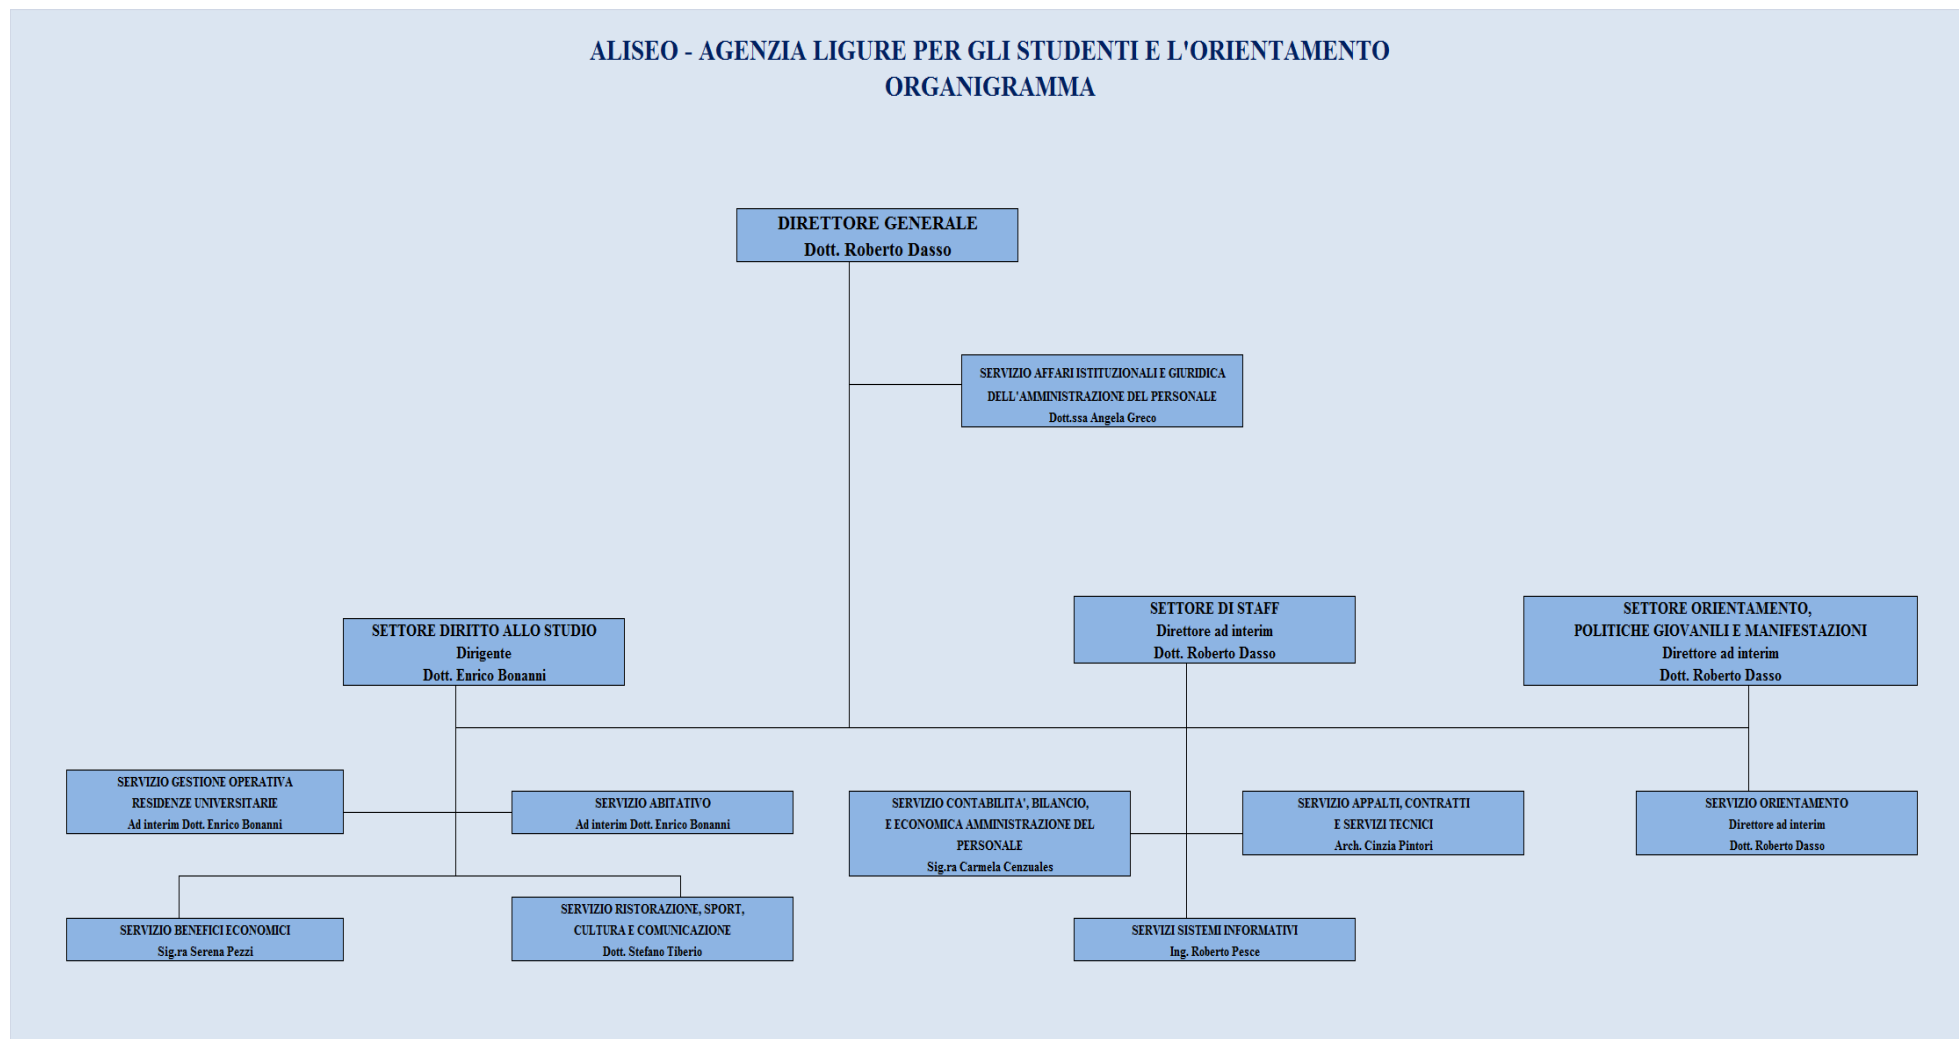 ALISEO - AGENZIA LIGURE PER GLI STUDENTI E L'ORIENTAMENTO
ORGANIGRAMMA
DIRETTORE GENERALE
Dott. Roberto Dasso
SERVIZIO AFFARI ISTITUZIONALI E GIURIDICA
DELL'AMMINISTRAZIONE DEL PERSONALE
Dott.ssa Angela Greco
SETTORE DIRITTO ALLO STUDIO
Dirigente
Dott. Enrico Bonanni
SETTORE DI STAFF
Direttore ad interim
Dott. Roberto Dasso
SETTORE ORIENTAMENTO,
POLITICHE GIOVANILI E MANIFESTAZIONI
Direttore ad interim
Dott. Roberto Dasso
SERVIZIO GESTIONE OPERATIVA
RESIDENZE UNIVERSITARIE
Ad interim Dott. Enrico Bonanni
SERVIZIO ABITATIVO
Ad interim Dott. Enrico Bonanni
SERVIZIO CONTABILITA', BILANCIO,
E ECONOMICA AMMINISTRAZIONE DEL
PERSONALE
Sig.ra Carmela Cenzuales
SERVIZIO APPALTI, CONTRATTI
E SERVIZI TECNICI
Arch. Cinzia Pintori
SERVIZIO ORIENTAMENTO
Direttore ad interim
Dott. Roberto Dasso
SERVIZIO BENEFICI ECONOMICI
Sig.ra Serena Pezzi
SERVIZIO RISTORAZIONE, SPORT,
CULTURA E COMUNICAZIONE
Dott. Stefano Tiberio
SERVIZI SISTEMI INFORMATIVI
Ing. Roberto Pesce